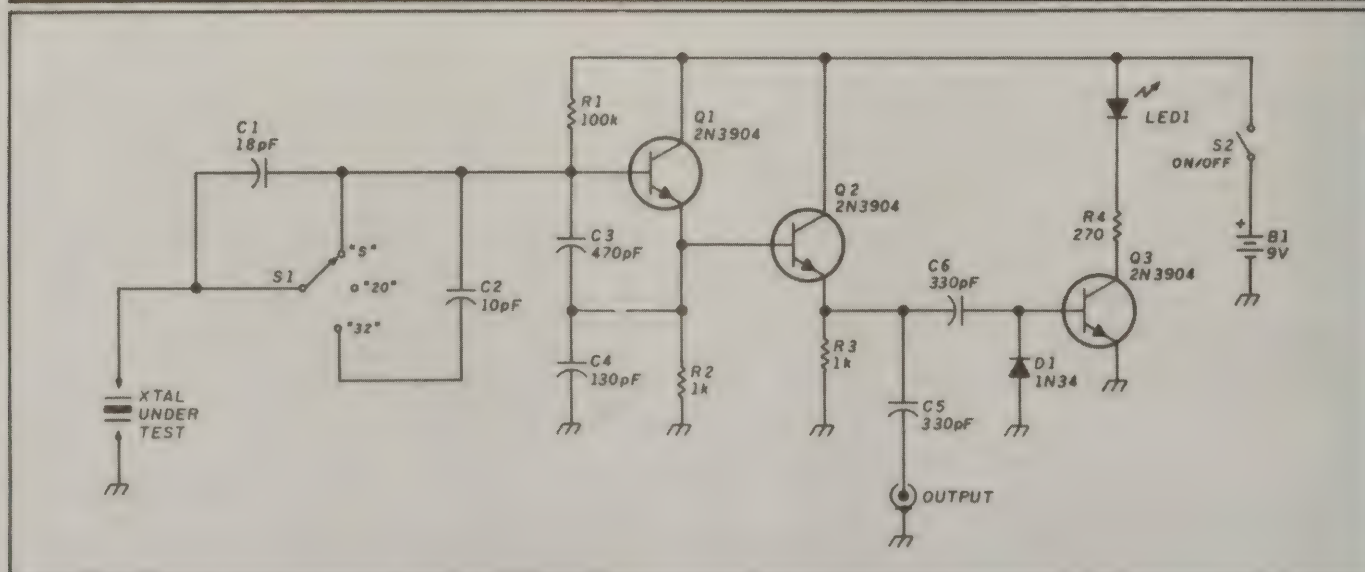 C1
18pF
S1
"S"
"20"
"32"
C2
10pF
XTAL
UNDER
TEST
R1
100k
Q1
2N3904
C3
470pF
C4
130pF
R2
1k
Q2
2N3904
R3
1k
C6
330pF
C5
330pF
OUTPUT
D1
1N34
LED1
R4
270
Q3
2N3904
S2
ON/OFF
+
B1
9V